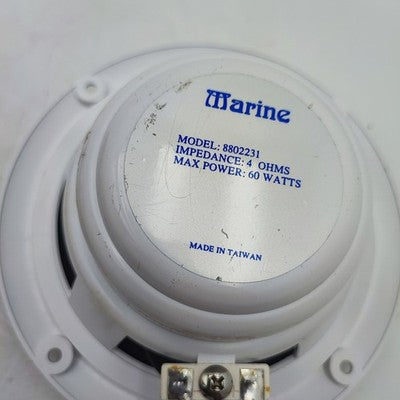 Marine
MODEL: 8802231
IMPEDANCE: 4 OHMS
MAX POWER: 60 WATTS
MADE IN TAIWAN